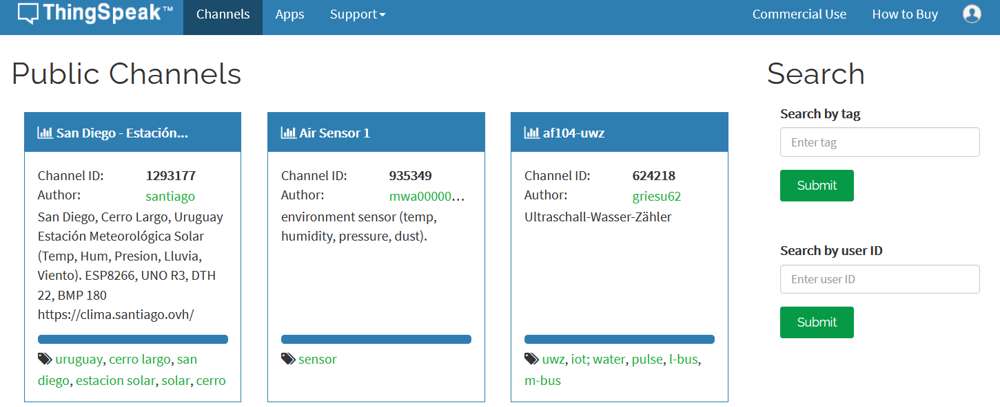 ThingSpeak™ Channels Apps Support Commercial Use How to Buy
Public Channels
San Diego - Estación...
Channel ID: 1293177
Author: santiago
San Diego, Cerro Largo, Uruguay
Estación Meteorológica Solar
(Temp, Hum, Presion, Lluvia,
Viento). ESP8266, UNO R3, DTH
22, BMP 180
https://clima.santiago.ovh/
uruguay, cerro largo, san
diego, estacion solar, solar, cerro
Air Sensor 1
Channel ID: 935349
Author: mwa00000...
environment sensor (temp,
humidity, pressure, dust).
sensor
af104-uwz
Channel ID: 624218
Author: griesu62
Ultraschall-Wasser-Zähler
uwz, iot; water, pulse, l-bus,
m-bus
Search
Search by tag
Enter tag
Submit
Search by user ID
Enter user ID
Submit